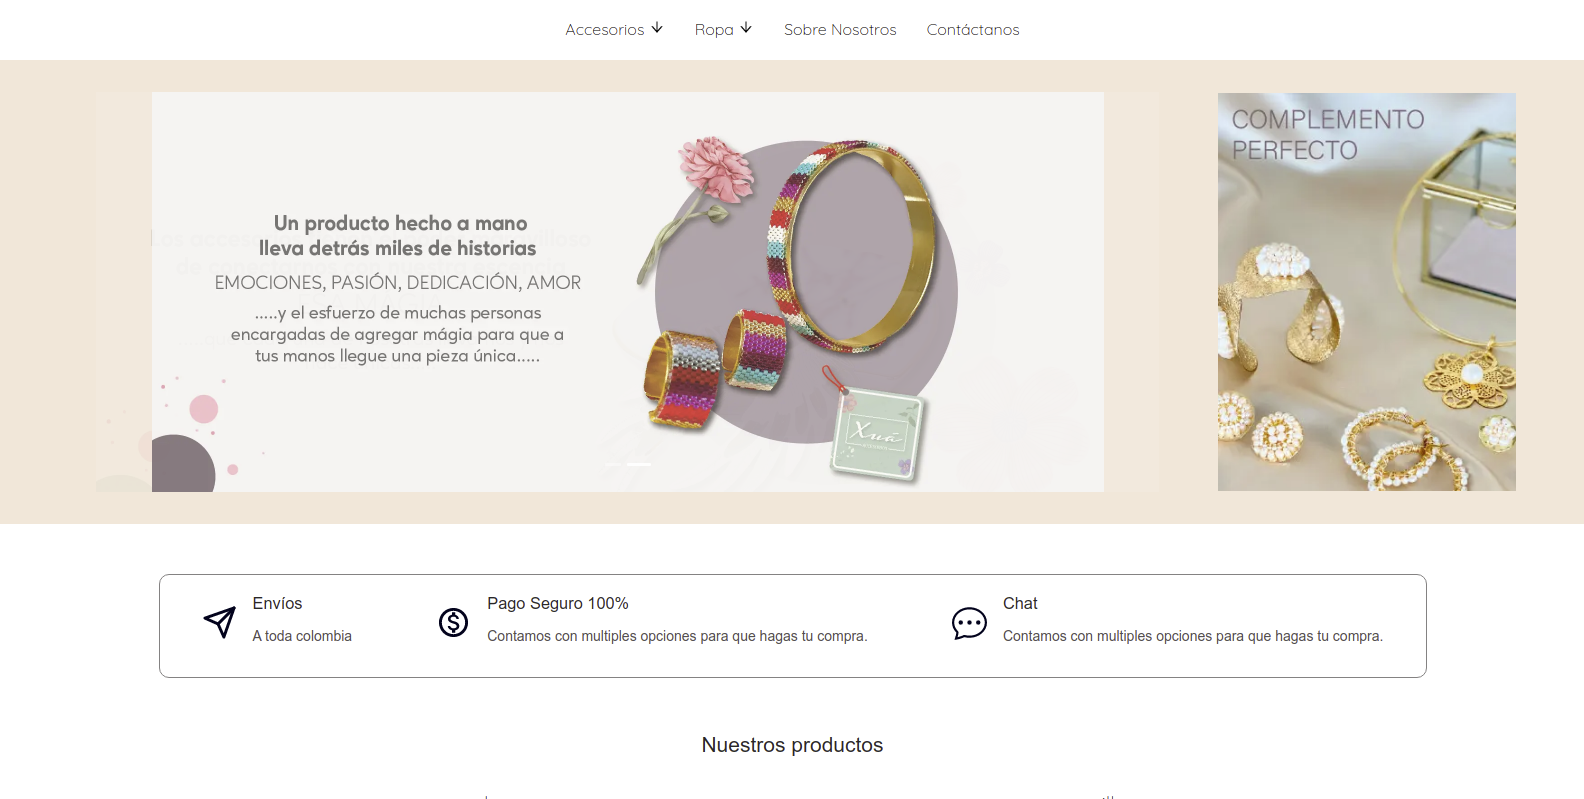 Accesorios
Ropa
Sobre Nosotros
Contáctanos
Un producto hecho a mano
lleva detrás miles de historias
EMOCIONES, PASIÓN, DEDICACIÓN, AMOR
.....y el esfuerzo de muchas personas
encargadas de agregar mágia para que a
tus manos llegue una pieza única.....
Xuá
COMPLEMENTO
PERFECTO
Envíos
A toda colombia
Pago Seguro 100%
Contamos con multiples opciones para que hagas tu compra.
Chat
Contamos con multiples opciones para que hagas tu compra.
Nuestros productos